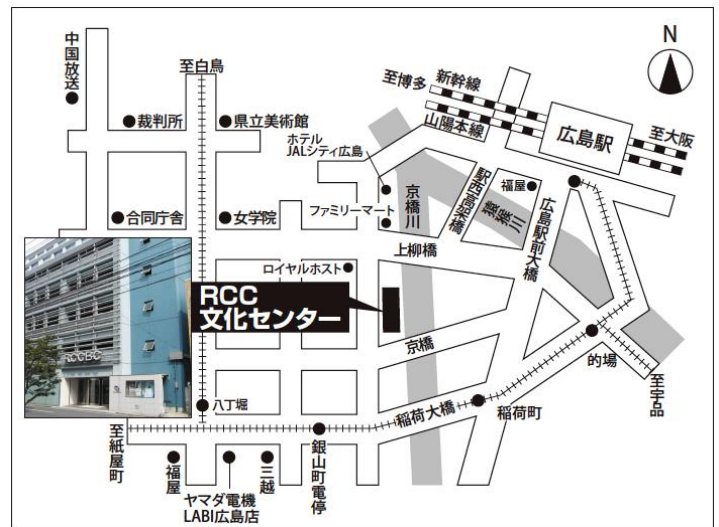 中国放送
至白島
N
至博多
新幹線
山陽本線
広島駅
至大阪
裁判所
県立美術館
ホテル
JALシティ広島
京橋川
駅西高架橋
福屋
猿猴川
広島駅前大橋
合同庁舎
女学院
ファミリーマート
上柳橋
ロイヤルホスト
RCC
文化センター
RCCBC
京橋
的場
至宇品
八丁堀
稲荷大橋
稲荷町
至紙屋町
福屋
ヤマダ電機
LABI広島店
三越
銀山町電停